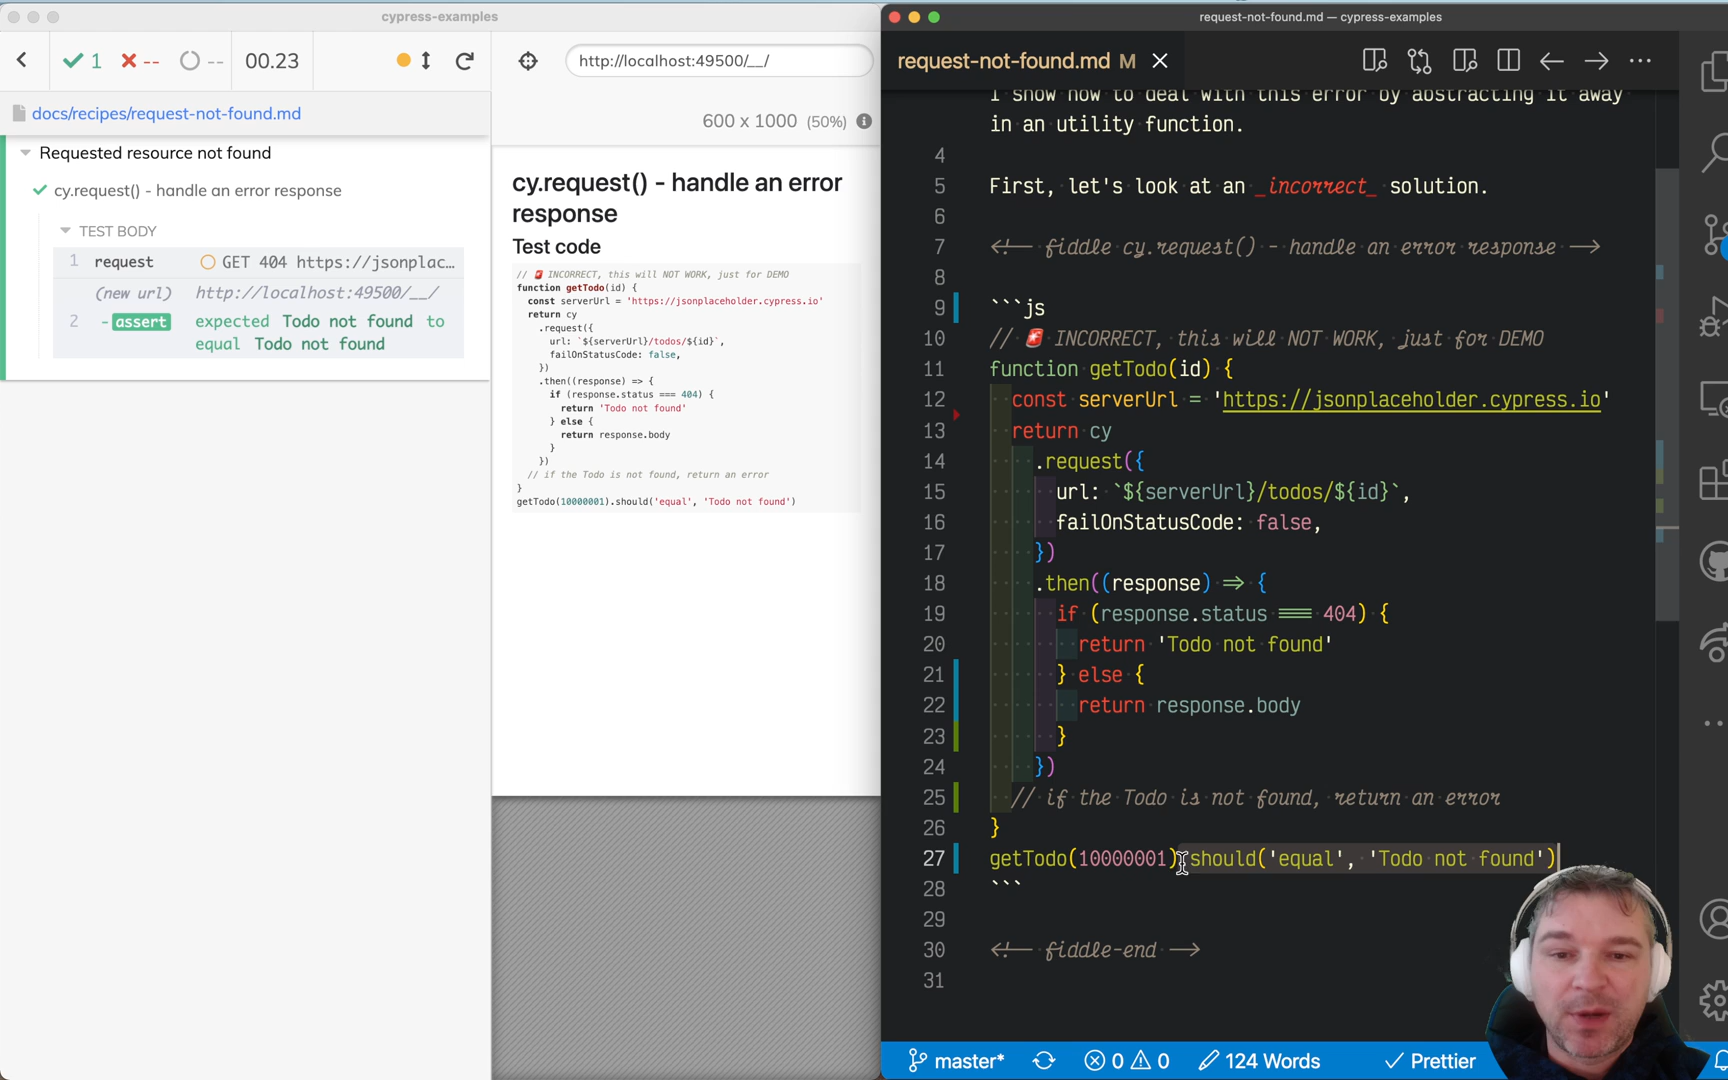 cypress-examples
1 -- -- 00.23
docs/recipes/request-not-found.md
Requested resource not found
cy.request() - handle an error response
TEST BODY
1 request GET 404 https://jsonplac...
(new url) http://localhost:49500/__/
2 -assert expected Todo not found to
equal Todo not found
http://localhost:49500/__/
600 x 1000 (50%)
cy.request() - handle an error
response
Test code
// 🚨 INCORRECT, this will NOT WORK, just for DEMO
function getTodo(id) {
const serverUrl = 'https://jsonplaceholder.cypress.io'
return cy
.request({
url: `${serverUrl}/todos/${id}`,
failOnStatusCode: false,
})
.then((response) => {
if (response.status === 404) {
return 'Todo not found'
} else {
return response.body
}
})
// if the Todo is not found, return an error
}
getTodo(10000001).should('equal', 'Todo not found')
request-not-found.md — cypress-examples
request-not-found.md M
I show how to deal with this error by abstracting it away
in an utility function.
4
5 First, let's look at an _incorrect_ solution.
6
7 <!-- fiddle cy.request() - handle an error response -->
8
9 ```js
10 // 🚨 INCORRECT, this will NOT WORK, just for DEMO
11 function getTodo(id) {
12 const serverUrl = 'https://jsonplaceholder.cypress.io'
13 return cy
14 .request({
15 url: `${serverUrl}/todos/${id}`,
16 failOnStatusCode: false,
17 })
18 .then((response) => {
19 if (response.status === 404) {
20 return 'Todo not found'
21 } else {
22 return response.body
23 }
24 })
25 // if the Todo is not found, return an error
26 }
27 getTodo(10000001).should('equal', 'Todo not found')
28 ```
29
30 <!-- fiddle-end -->
31
master* 0 0 124 Words Prettier